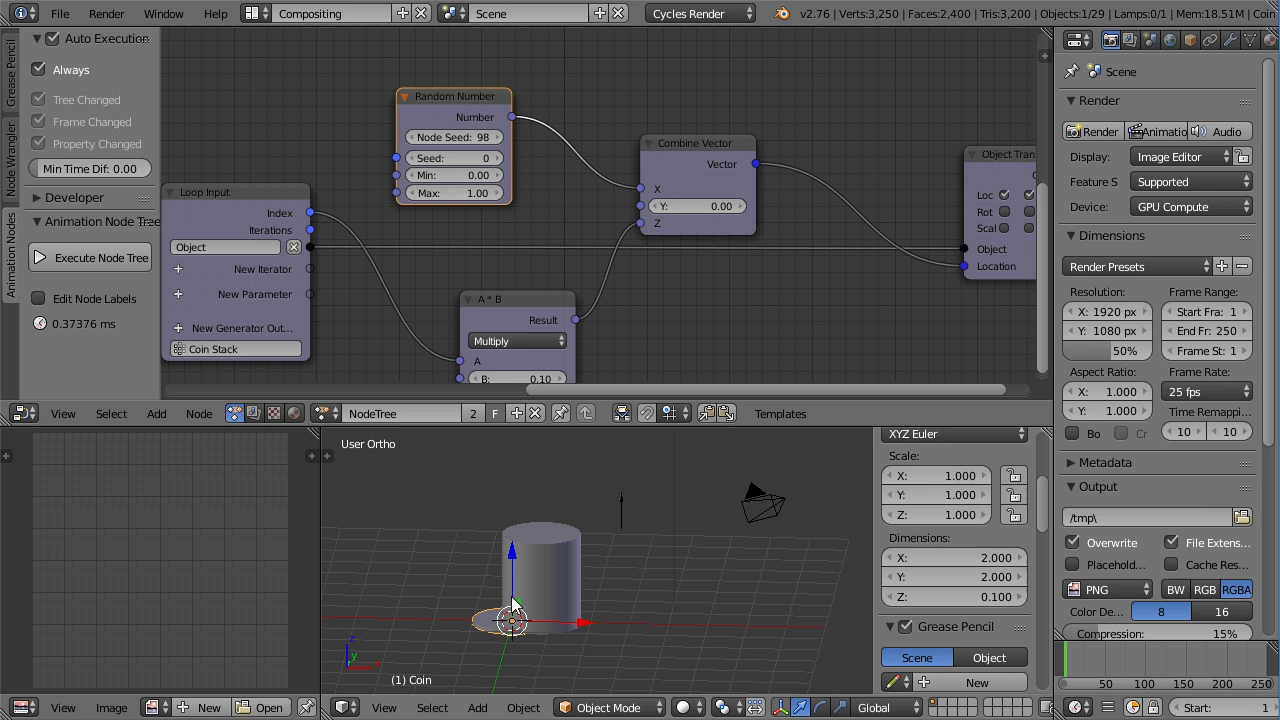 File
Render
Window
Help
Compositing
Scene
Cycles Render
v2.76 | Verts:3,250 | Faces:2,400 | Tris:3,200 | Objects:1/29 | Lamps:0/1 | Mem:18.51M | Coin
Grease Pencil
Node Wrangler
Animation Nodes
Auto Execution
Always
Tree Changed
Frame Changed
Property Changed
Min Time Dif: 0.00
Developer
Animation Node Tree
Execute Node Tree
Edit Node Labels
0.37376 ms
Loop Input
Index
Iterations
Object
New Iterator
New Parameter
New Generator Out...
Coin Stack
Random Number
Number
Node Seed: 98
Seed: 0
Min: 0.00
Max: 1.00
A * B
Result
Multiply
A
B: 0.10
Combine Vector
Vector
X
Y: 0.00
Z
Object Tran
Loc
Rot
Scal
Object
Location
View
Select
Add
Node
NodeTree
2
F
Templates
User Ortho
z
y
(1) Coin
XYZ Euler
Scale:
X: 1.000
Y: 1.000
Z: 1.000
Dimensions:
X: 2.000
Y: 2.000
Z: 0.100
Grease Pencil
Scene
Object
New
View
Image
New
Open
View
Select
Add
Object
Object Mode
Global
Scene
Render
Render
Animatio
Audio
Display:
Image Editor
Feature S
Supported
Device:
GPU Compute
Dimensions
Render Presets
Resolution:
Frame Range:
X: 1920 px
Start Fra: 1
Y: 1080 px
End Fr: 250
50%
Frame St: 1
Aspect Ratio:
Frame Rate:
X: 1.000
25 fps
Y: 1.000
Time Remappi...
Bo
Cr
10
10
Metadata
Output
/tmp\
Overwrite
File Extens...
Placehold...
Cache Res...
PNG
BW
RGB
RGBA
Color De...
8
16
Compression: 15%
0 50 100 150 200 250
Start: 1